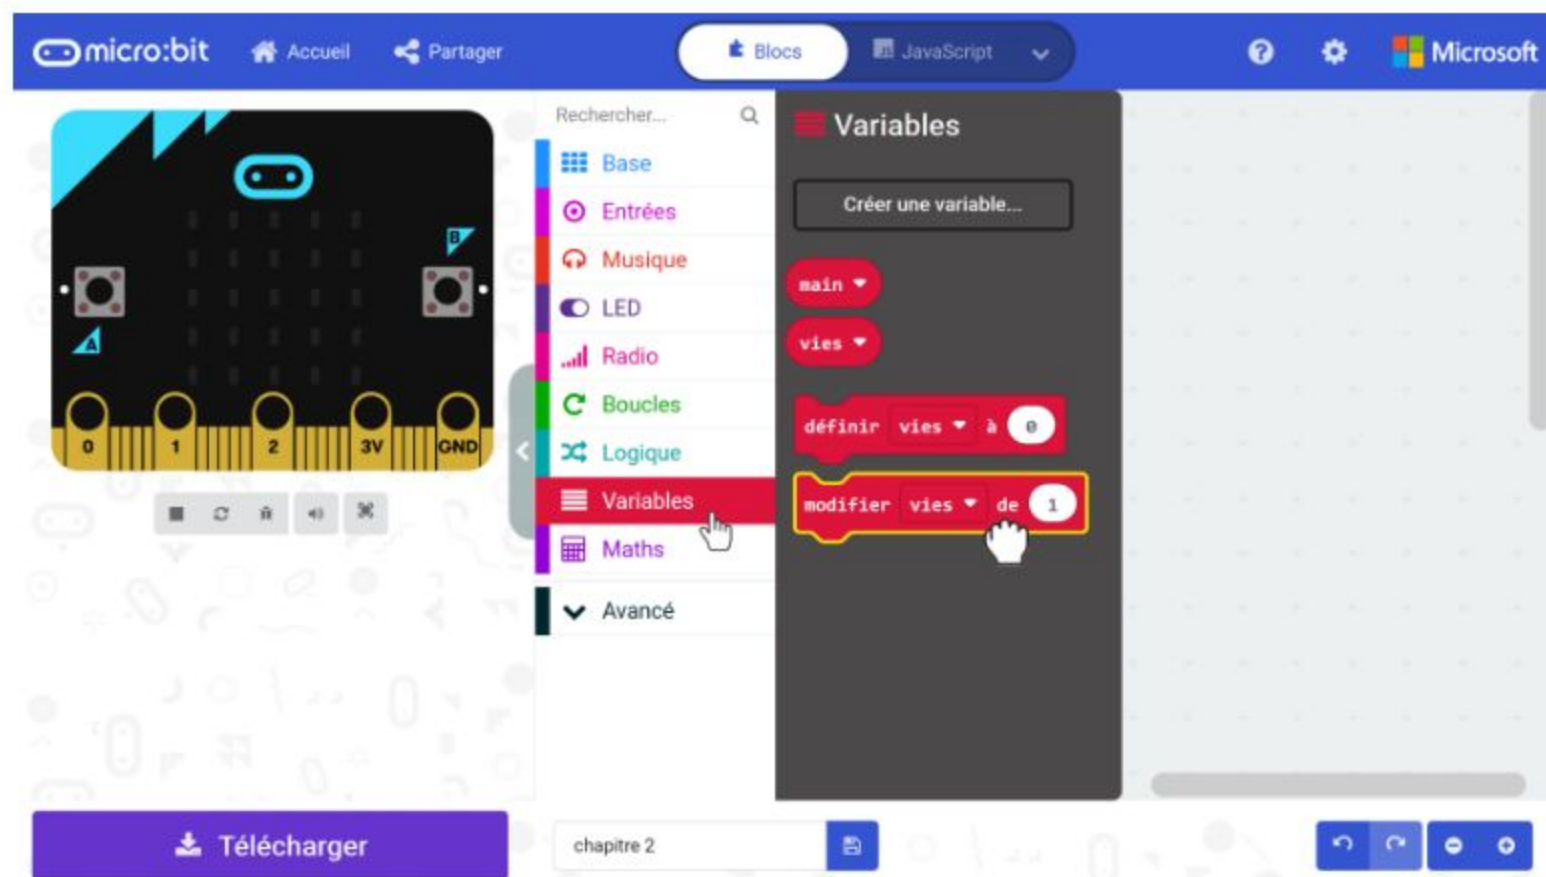 micro:bit Accueil Partager Blocs JavaScript Microsoft
Rechercher...
Base
Entrées
Musique
LED
Radio
Boucles
Logique
Variables
Maths
Avancé
Variables
Créer une variable...
main
vies
définir vies à 0
modifier vies de 1
B
A
0 1 2 3V GND
Télécharger
chapitre 2